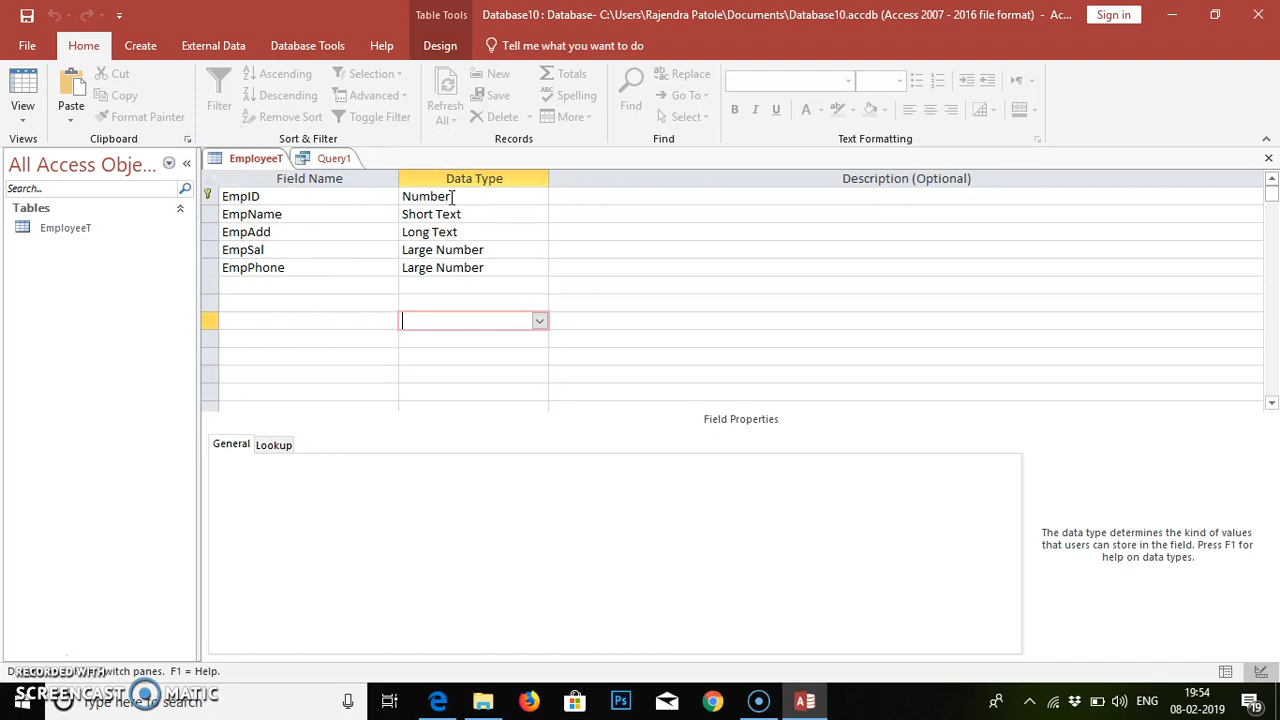 Table Tools
Database10 : Database- C:\Users\Rajendra Patole\Documents\Database10.accdb (Access 2007 - 2016 file format) - Ac...
Sign in
File Home Create External Data Database Tools Help Design Tell me what you want to do
View
Views
Paste
Cut
Copy
Format Painter
Clipboard
Filter
Ascending
Descending
Remove Sort
Selection
Advanced
Toggle Filter
Sort & Filter
Refresh
All
New
Save
Delete
Totals
Spelling
More
Records
Find
Replace
Go To
Select
Find
B I U A
Text Formatting
All Access Obje...
Search...
Tables
EmployeeT
EmployeeT Query1
Field Name Data Type Description (Optional)
EmpID Number
EmpName Short Text
EmpAdd Long Text
EmpSal Large Number
EmpPhone Large Number
Field Properties
General Lookup
The data type determines the kind of values
that users can store in the field. Press F1 for
help on data types.
RECORDED WITH
SCREENCAST MATIC
witch panes. F1 = Help.
Type here to search
Ps
ENG
19:54
08-02-2019
19